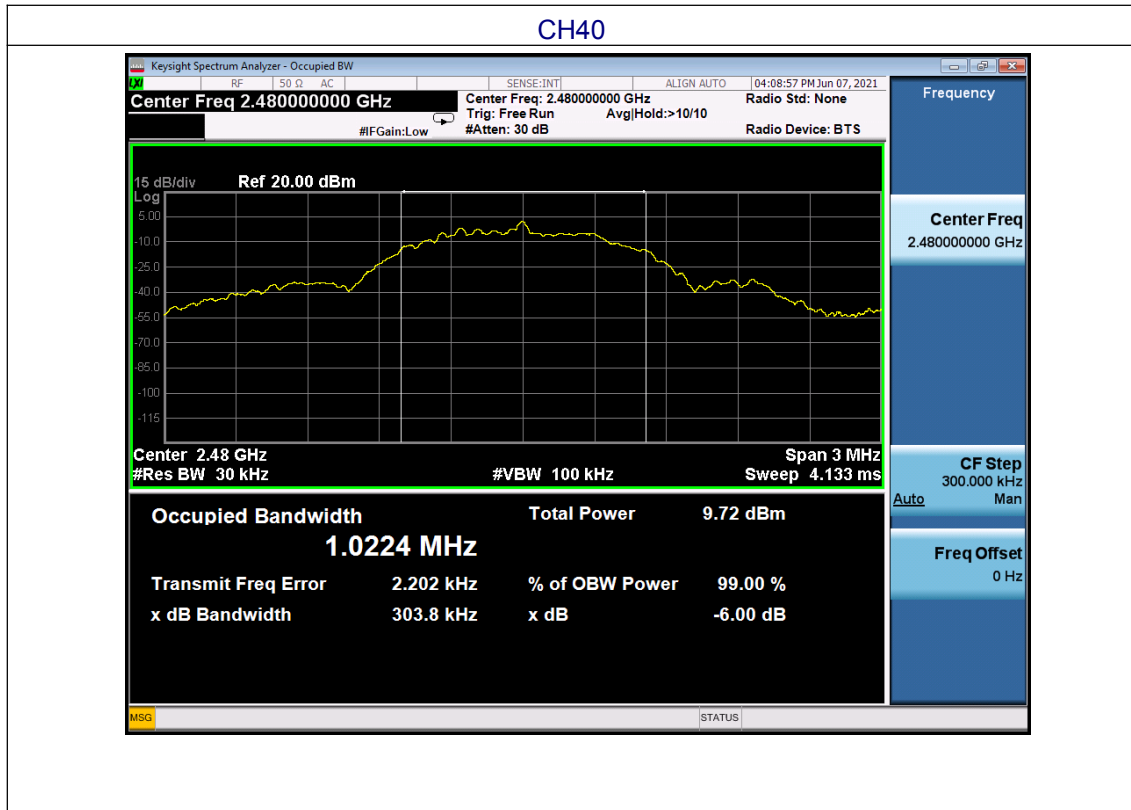 CH40
Keysight Spectrum Analyzer - Occupied BW
LXI RF 50 Ω AC SENSE:INT ALIGN AUTO 04:08:57 PM Jun 07, 2021
Center Freq 2.480000000 GHz
Center Freq: 2.480000000 GHz Radio Std: None
Trig: Free Run Avg|Hold:>10/10
#IFGain:Low #Atten: 30 dB Radio Device: BTS
Frequency
15 dB/div Ref 20.00 dBm
Log
5.00
-10.0
-25.0
-40.0
-55.0
-70.0
-85.0
-100
-115
Center 2.48 GHz Span 3 MHz
#Res BW 30 kHz #VBW 100 kHz Sweep 4.133 ms
Center Freq
2.480000000 GHz
CF Step
300.000 kHz
Auto Man
Freq Offset
0 Hz
Occupied Bandwidth Total Power 9.72 dBm
1.0224 MHz
Transmit Freq Error 2.202 kHz % of OBW Power 99.00 %
x dB Bandwidth 303.8 kHz x dB -6.00 dB
MSG STATUS